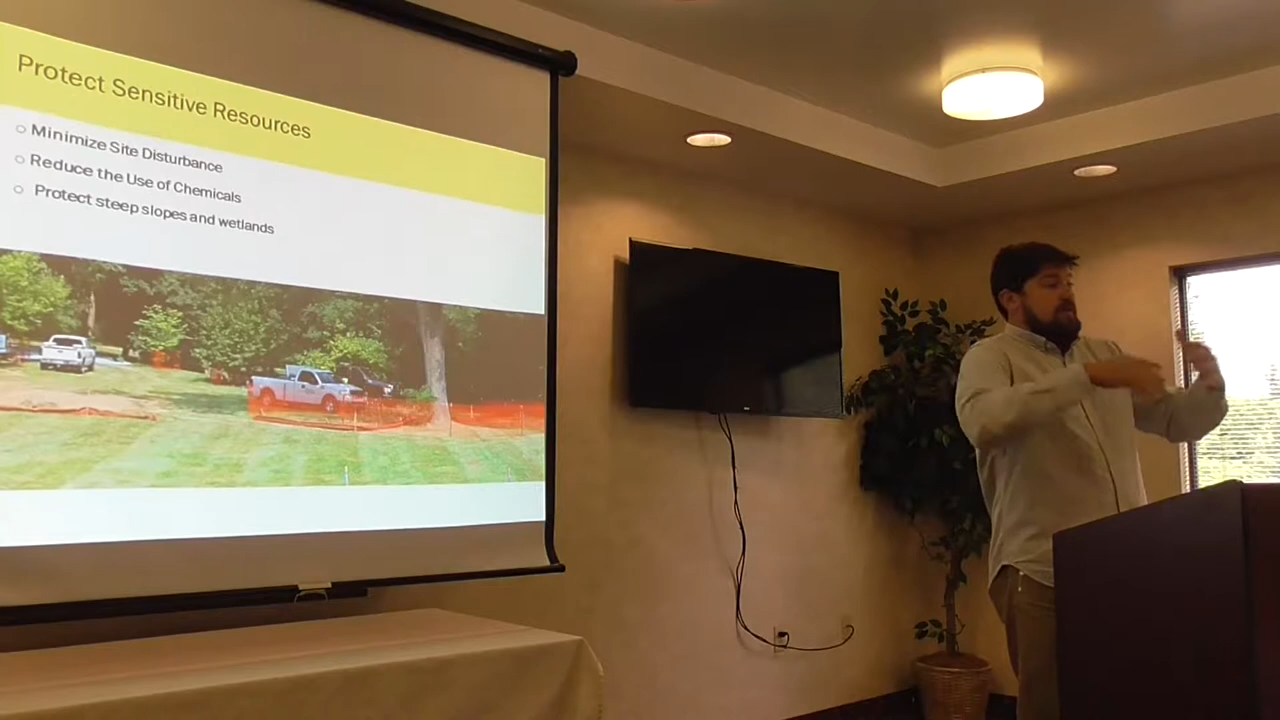 Protect Sensitive Resources
Minimize Site Disturbance
Reduce the Use of Chemicals
Protect steep slopes and wetlands